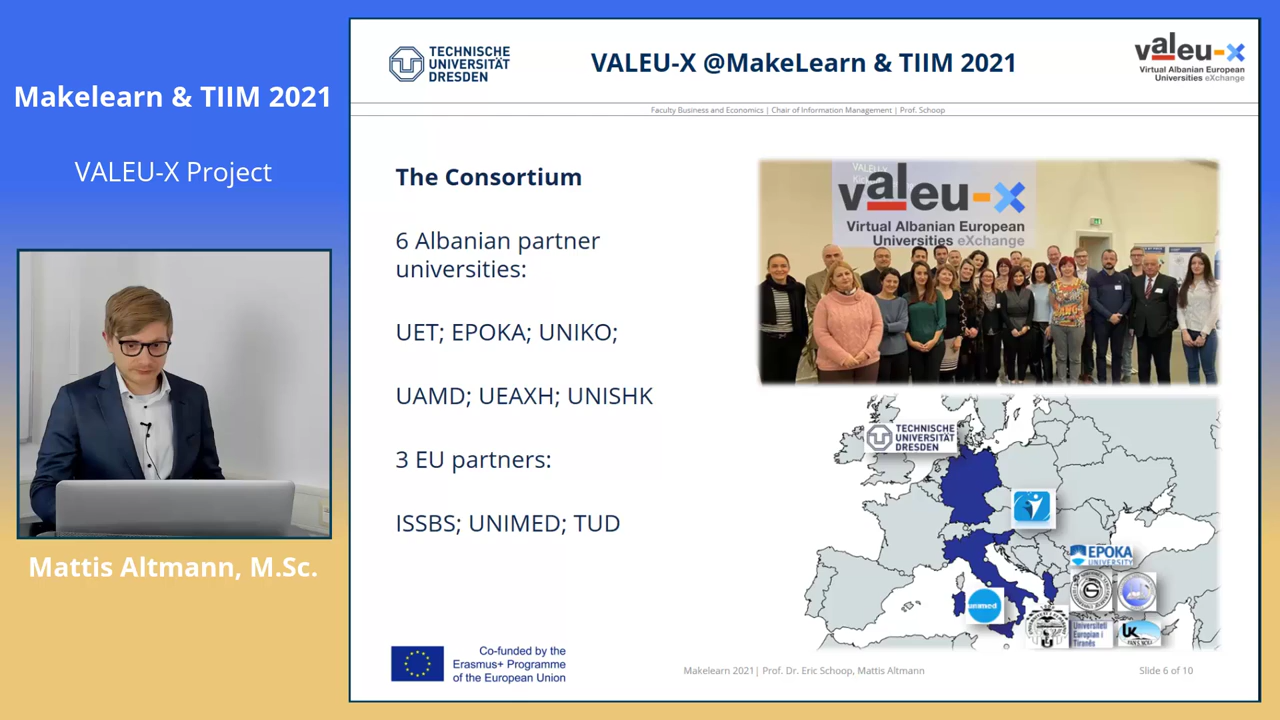 Makelearn & TIIM 2021
VALEU-X Project
Mattis Altmann, M.Sc.
TECHNISCHE
UNIVERSITÄT
DRESDEN
VALEU-X @MakeLearn & TIIM 2021
valeu-x
Virtual Albanian European
Universities eXchange
Faculty Business and Economics | Chair of Information Management | Prof. Schoop
The Consortium
6 Albanian partner
universities:
UET; EPOKA; UNIKO;
UAMD; UEAXH; UNISHK
3 EU partners:
ISSBS; UNIMED; TUD
VALEU-X
valeu-x
Virtual Albanian European
Universities eXchange
TECHNISCHE
UNIVERSITÄT
DRESDEN
EPOKA
UNIVERSITY
unimed
Universiteti
Europian i
Tiranës
UK
Co-funded by the
Erasmus+ Programme
of the European Union
Makelearn 2021| Prof. Dr. Eric Schoop, Mattis Altmann
Slide 6 of 10